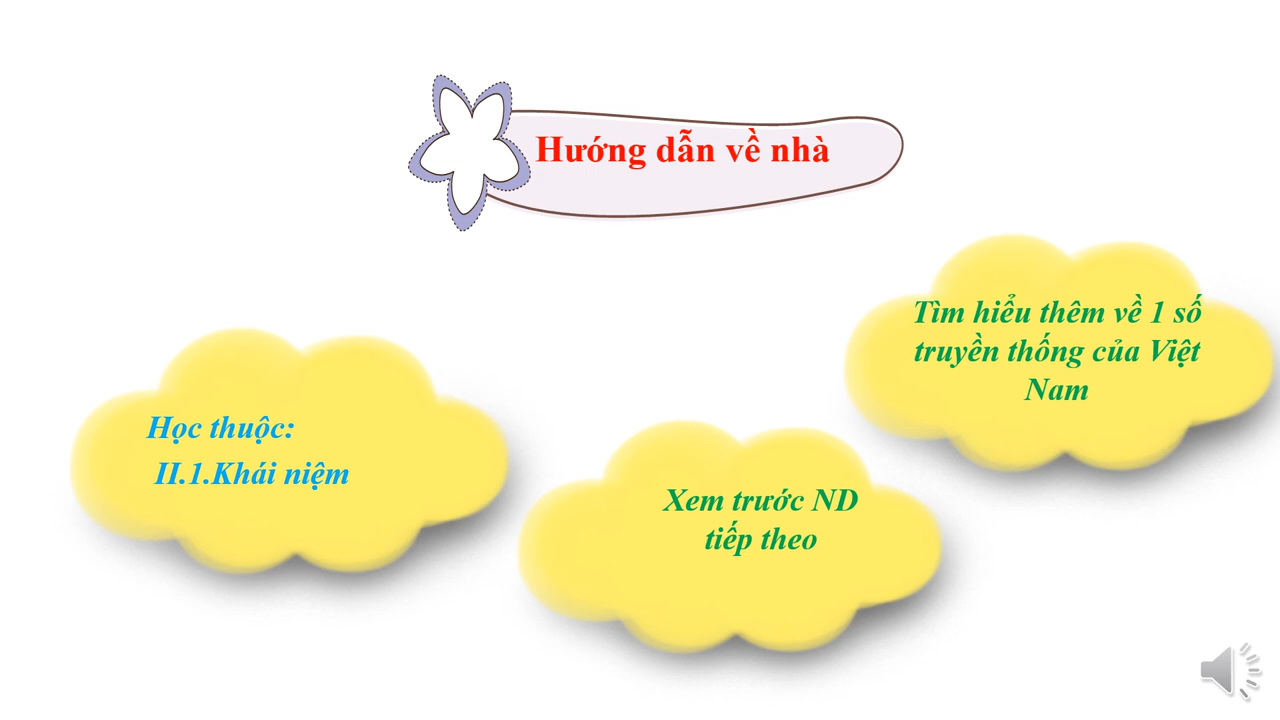 Hướng dẫn về nhà
Học thuộc:
II.1.Khái niệm
Xem trước ND
tiếp theo
Tìm hiểu thêm về 1 số
truyền thống của Việt
Nam